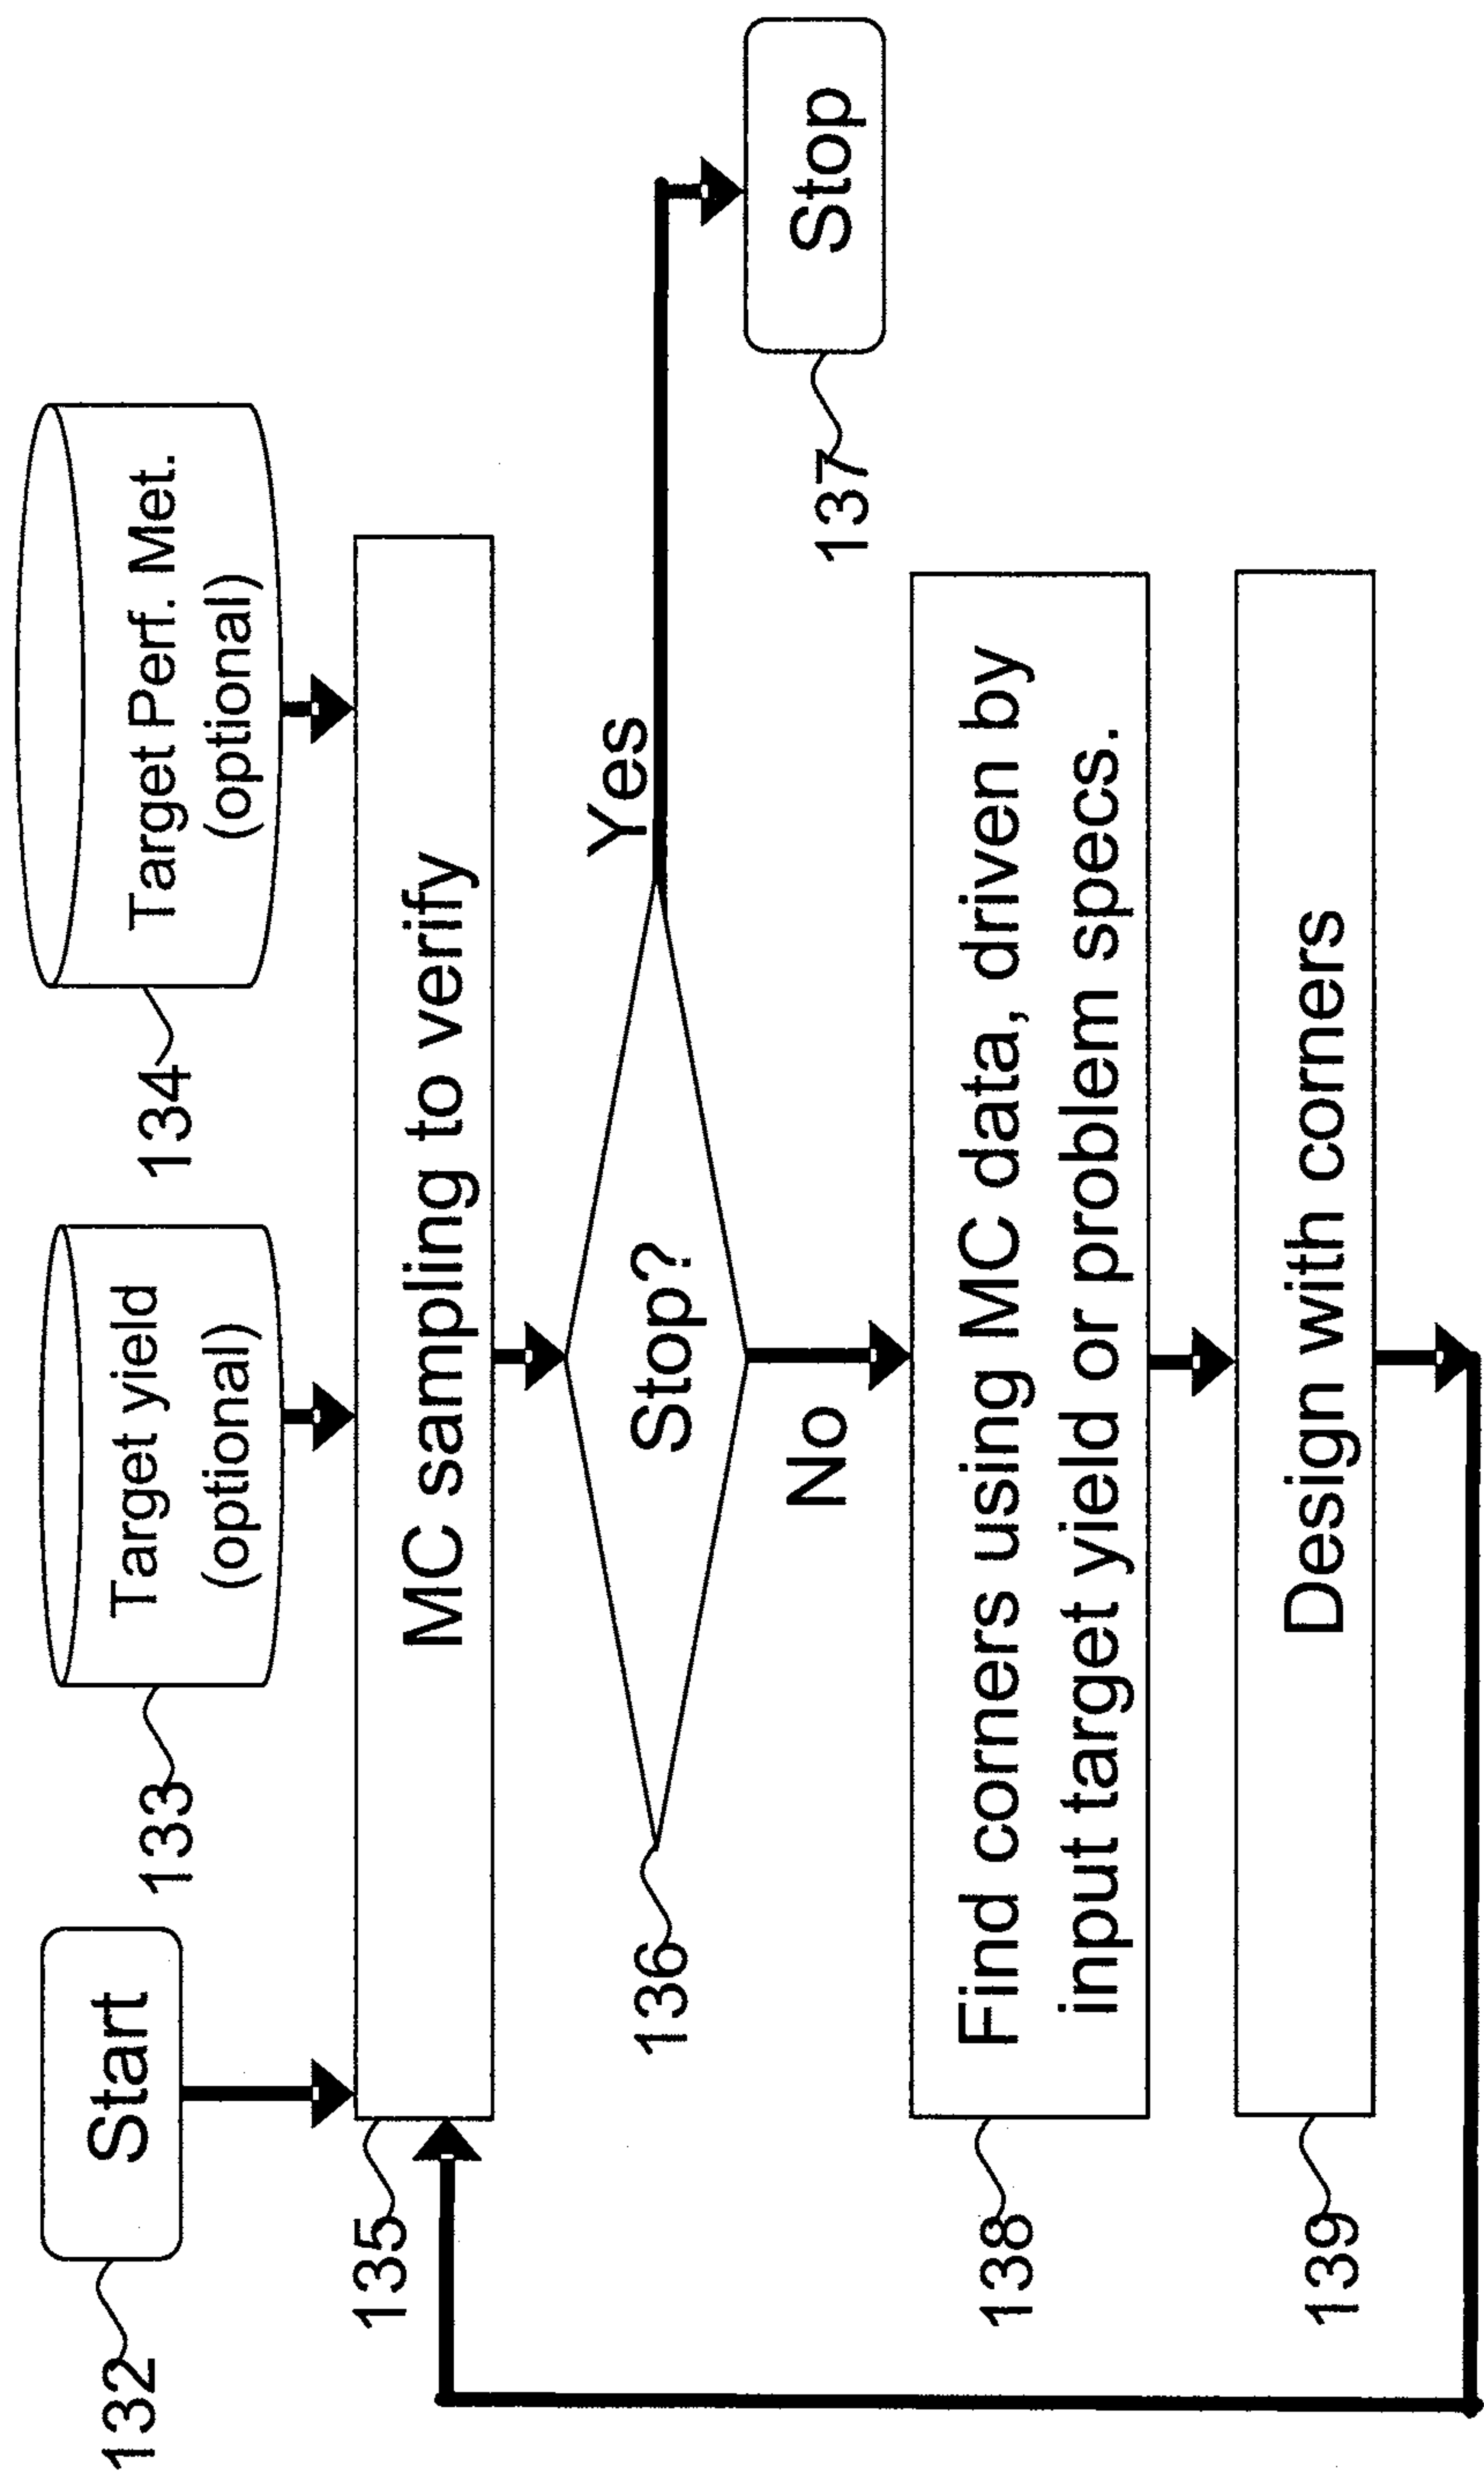 132
Start
133
Target yield
(optional)
134
Target Perf. Met.
(optional)
135
MC sampling to verify
136
Stop?
Yes
No
137
Stop
138
Find corners using MC data, driven by
input target yield or problem specs.
139
Design with corners